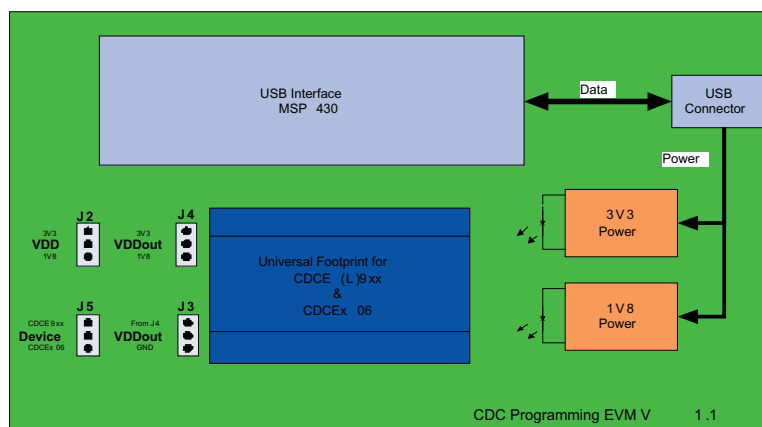 USB Interface
MSP 430
Data
USB
Connector
Power
J2
J4
3V3
VDD
1V8
3V3
VDDout
1V8
Universal Footprint for
CDCE (L)9xx
&
CDCEx 06
3V3
Power
J5
J3
CDCE9xx
Device
CDCEx 06
From J4
VDDout
GND
1V8
Power
CDC Programming EVM V 1.1